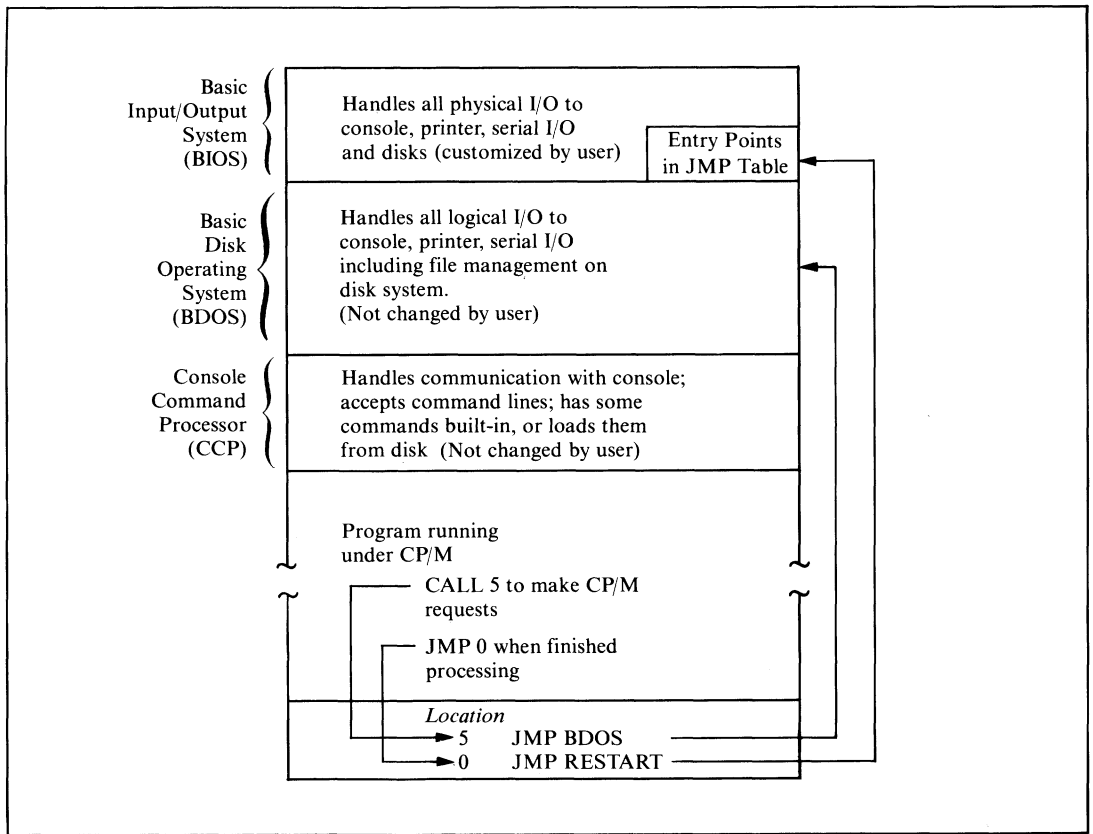 Basic
Input/Output
System
(BIOS)
Handles all physical I/O to
console, printer, serial I/O
and disks (customized by user)
Entry Points
in JMP Table
Basic
Disk
Operating
System
(BDOS)
Handles all logical I/O to
console, printer, serial I/O
including file management on
disk system.
(Not changed by user)
Console
Command
Processor
(CCP)
Handles communication with console;
accepts command lines; has some
commands built-in, or loads them
from disk (Not changed by user)
Program running
under CP/M
CALL 5 to make CP/M
requests
JMP 0 when finished
processing
Location
5 JMP BDOS
0 JMP RESTART